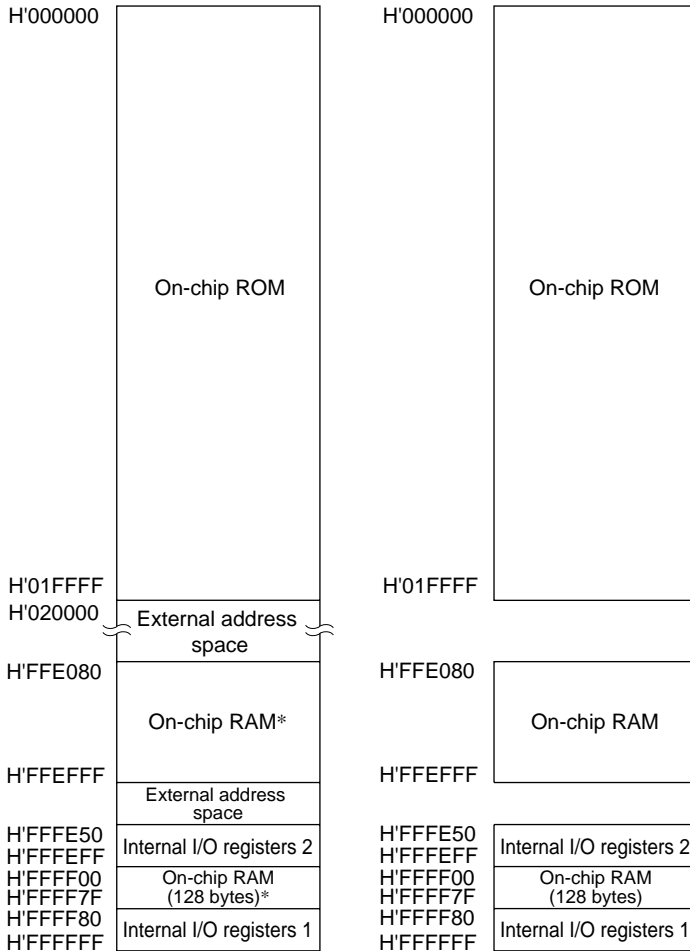 H'000000
On-chip ROM
H'01FFFF
H'020000
External address
space
H'FFE080
On-chip RAM*
H'FFEFFF
External address
space
H'FFFE50
Internal I/O registers 2
H'FFFEFF
H'FFFF00
On-chip RAM
(128 bytes)*
H'FFFF7F
H'FFFF80
Internal I/O registers 1
H'FFFFFF
H'000000
On-chip ROM
H'01FFFF
H'FFE080
On-chip RAM
H'FFEFFF
H'FFFE50
Internal I/O registers 2
H'FFFEFF
H'FFFF00
On-chip RAM
(128 bytes)
H'FFFF7F
H'FFFF80
Internal I/O registers 1
H'FFFFFF